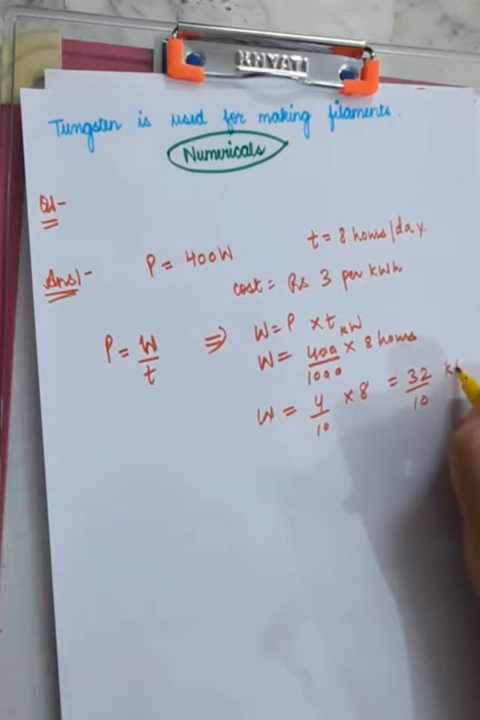 KHYATI
Tungsten is used for making filaments.
Numericals
Q1-
Ans)- P = 400W t = 8 hours/day.
cost = Rs 3 per kWh
P = W/t ⇒ W = P × t
W = 400/1000 kW × 8 hours
W = 4/10 × 8 = 32/10 k